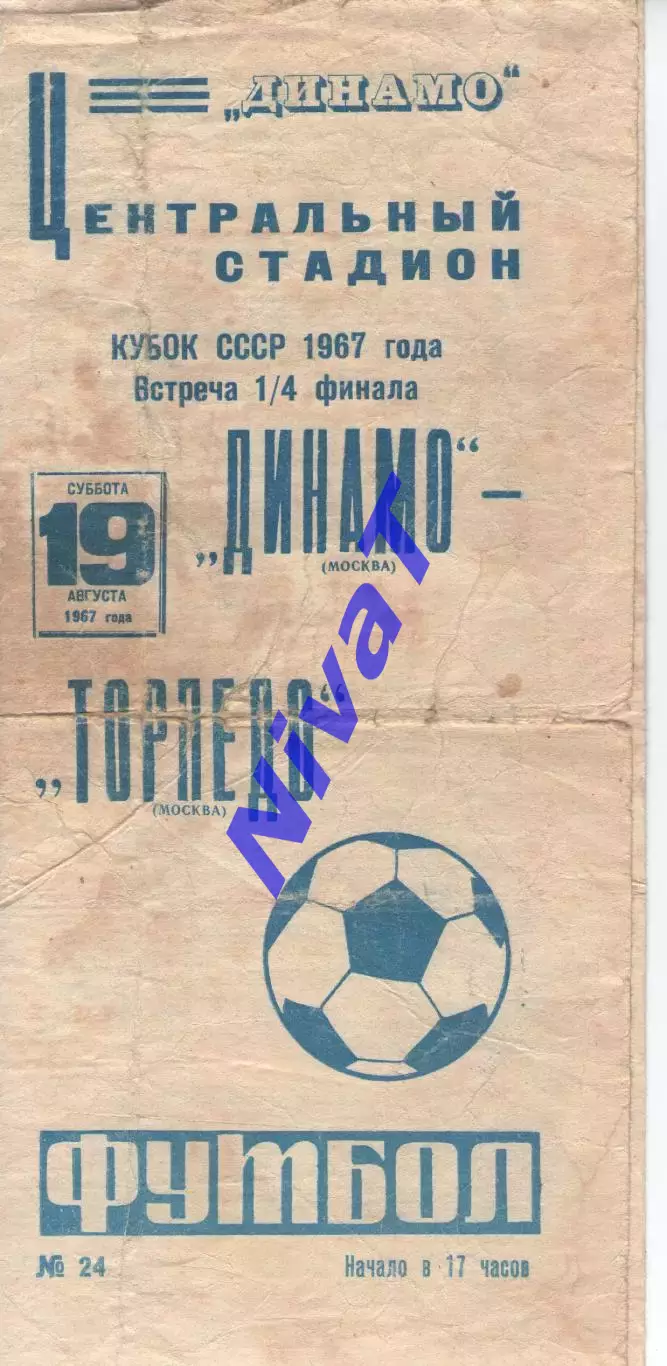 „ДИНАМО“
ЦЕНТРАЛЬНЫЙ
СТАДИОН
КУБОК СССР 1967 года
Встреча 1/4 финала
СУББОТА
19
АВГУСТА
1967 года
„ДИНАМО“ —
(МОСКВА)
„ТОРПЕДО“
(МОСКВА)
NivaT
ФУТБОЛ
№ 24
Начало в 17 часов